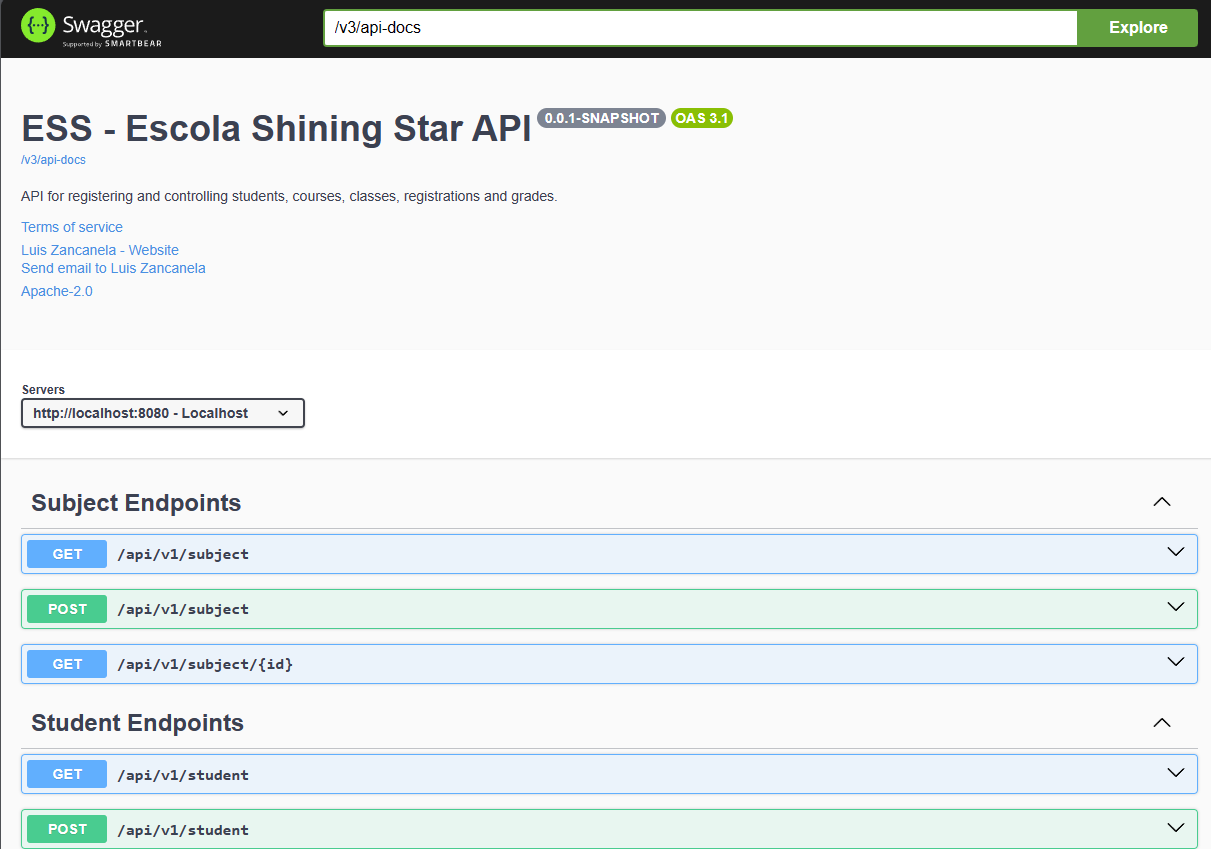 Swagger
Supported by SMARTBEAR
/v3/api-docs
Explore
ESS - Escola Shining Star API 0.0.1-SNAPSHOT OAS 3.1
/v3/api-docs
API for registering and controlling students, courses, classes, registrations and grades.
Terms of service
Luis Zancanela - Website
Send email to Luis Zancanela
Apache-2.0
Servers
http://localhost:8080 - Localhost
Subject Endpoints
GET /api/v1/subject
POST /api/v1/subject
GET /api/v1/subject/{id}
Student Endpoints
GET /api/v1/student
POST /api/v1/student